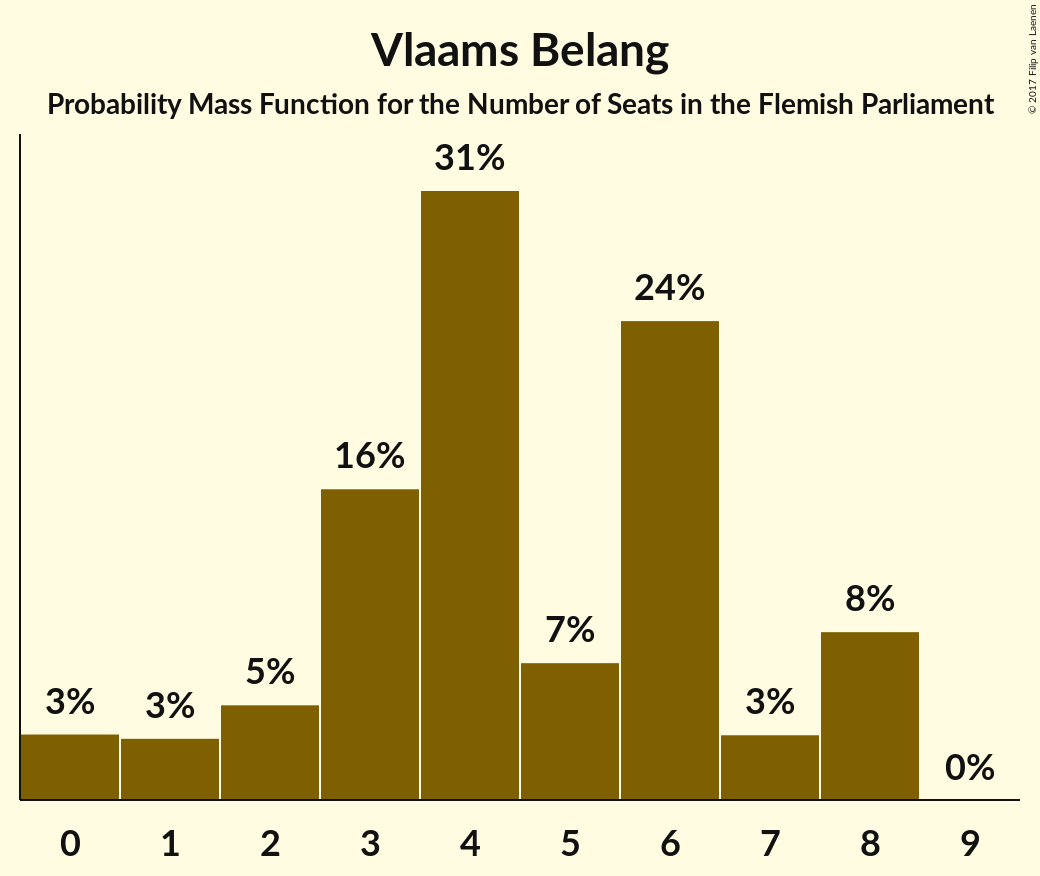 Vlaams Belang
Probability Mass Function for the Number of Seats in the Flemish Parliament
© 2017 Filip van Laenen
31%
24%
16%
8%
7%
5%
3%
3%
3%
0%
0 1 2 3 4 5 6 7 8 9